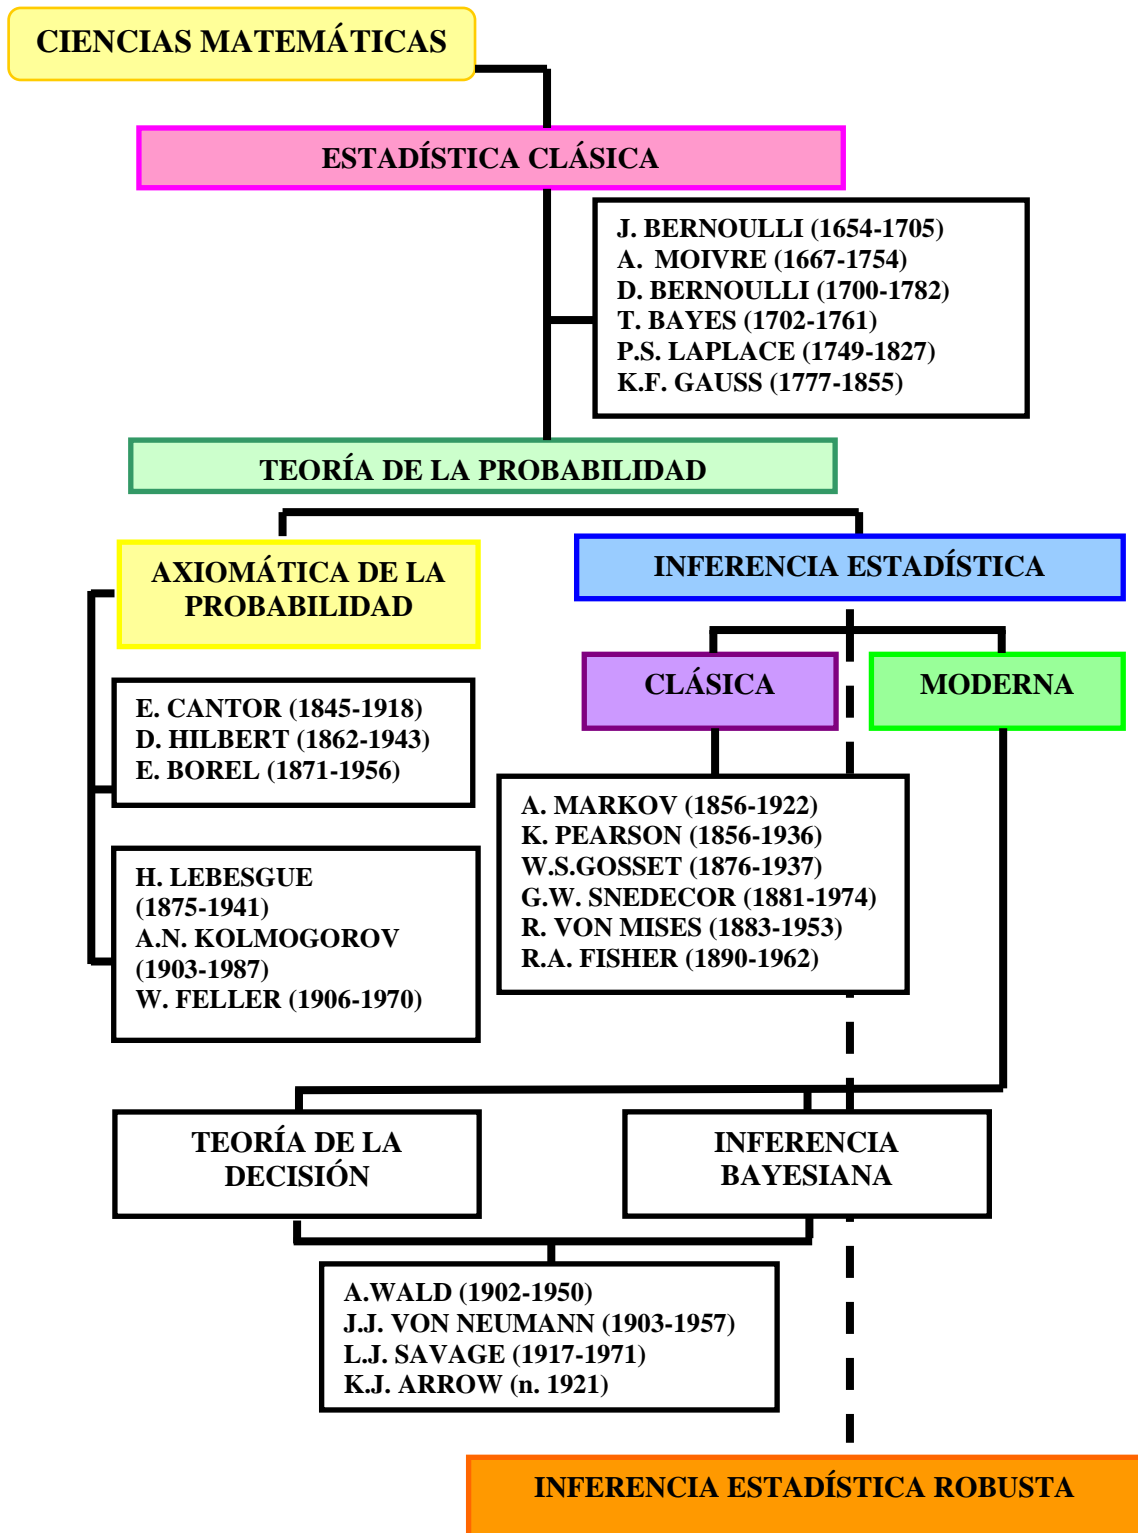 CIENCIAS MATEMÁTICAS
ESTADÍSTICA CLÁSICA
J. BERNOULLI (1654-1705)
A. MOIVRE (1667-1754)
D. BERNOULLI (1700-1782)
T. BAYES (1702-1761)
P.S. LAPLACE (1749-1827)
K.F. GAUSS (1777-1855)
TEORÍA DE LA PROBABILIDAD
AXIOMÁTICA DE LA
PROBABILIDAD
INFERENCIA ESTADÍSTICA
CLÁSICA
MODERNA
E. CANTOR (1845-1918)
D. HILBERT (1862-1943)
E. BOREL (1871-1956)
H. LEBESGUE
(1875-1941)
A.N. KOLMOGOROV
(1903-1987)
W. FELLER (1906-1970)
A. MARKOV (1856-1922)
K. PEARSON (1856-1936)
W.S.GOSSET (1876-1937)
G.W. SNEDECOR (1881-1974)
R. VON MISES (1883-1953)
R.A. FISHER (1890-1962)
TEORÍA DE LA
DECISIÓN
INFERENCIA
BAYESIANA
A.WALD (1902-1950)
J.J. VON NEUMANN (1903-1957)
L.J. SAVAGE (1917-1971)
K.J. ARROW (n. 1921)
INFERENCIA ESTADÍSTICA ROBUSTA